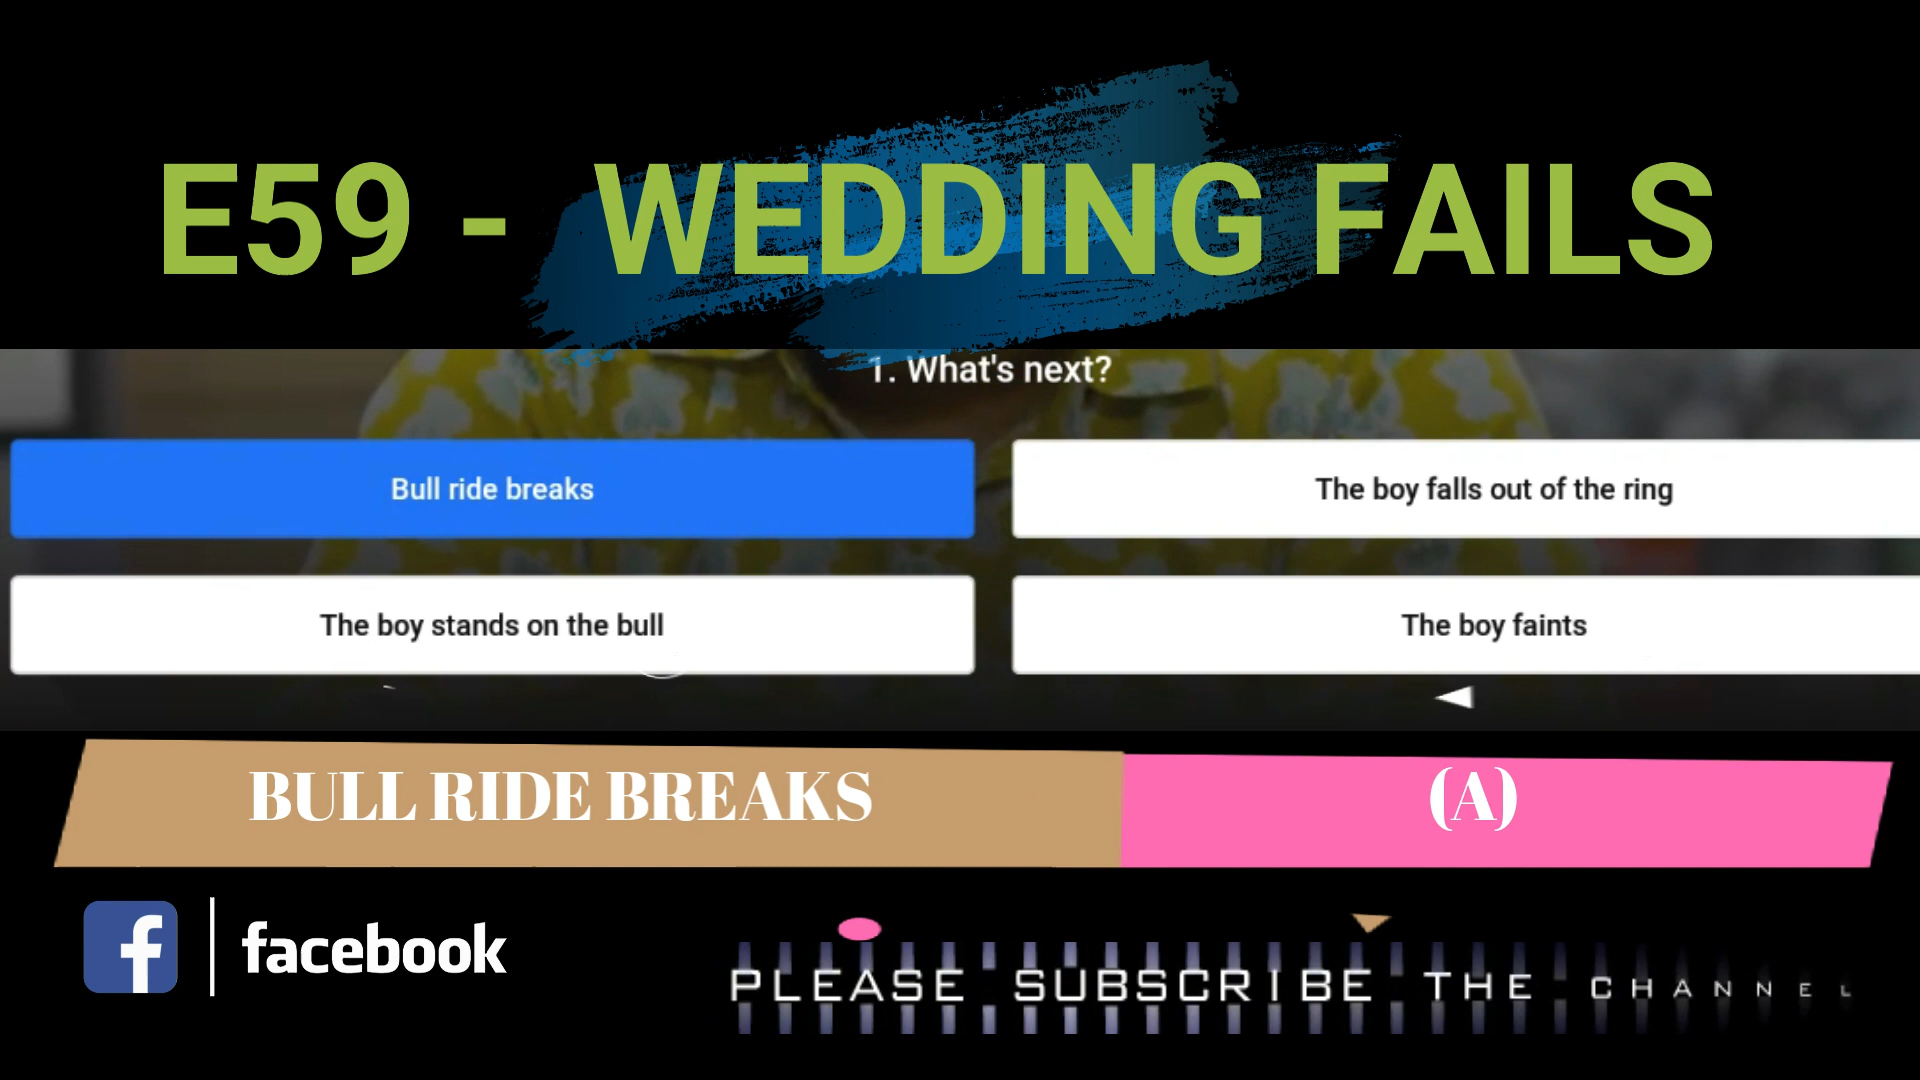 E59 - WEDDING FAILS
1. What's next?
Bull ride breaks
The boy falls out of the ring
The boy stands on the bull
The boy faints
BULL RIDE BREAKS
(A)
f facebook
PLEASE SUBSCRIBE THE CHANNEL